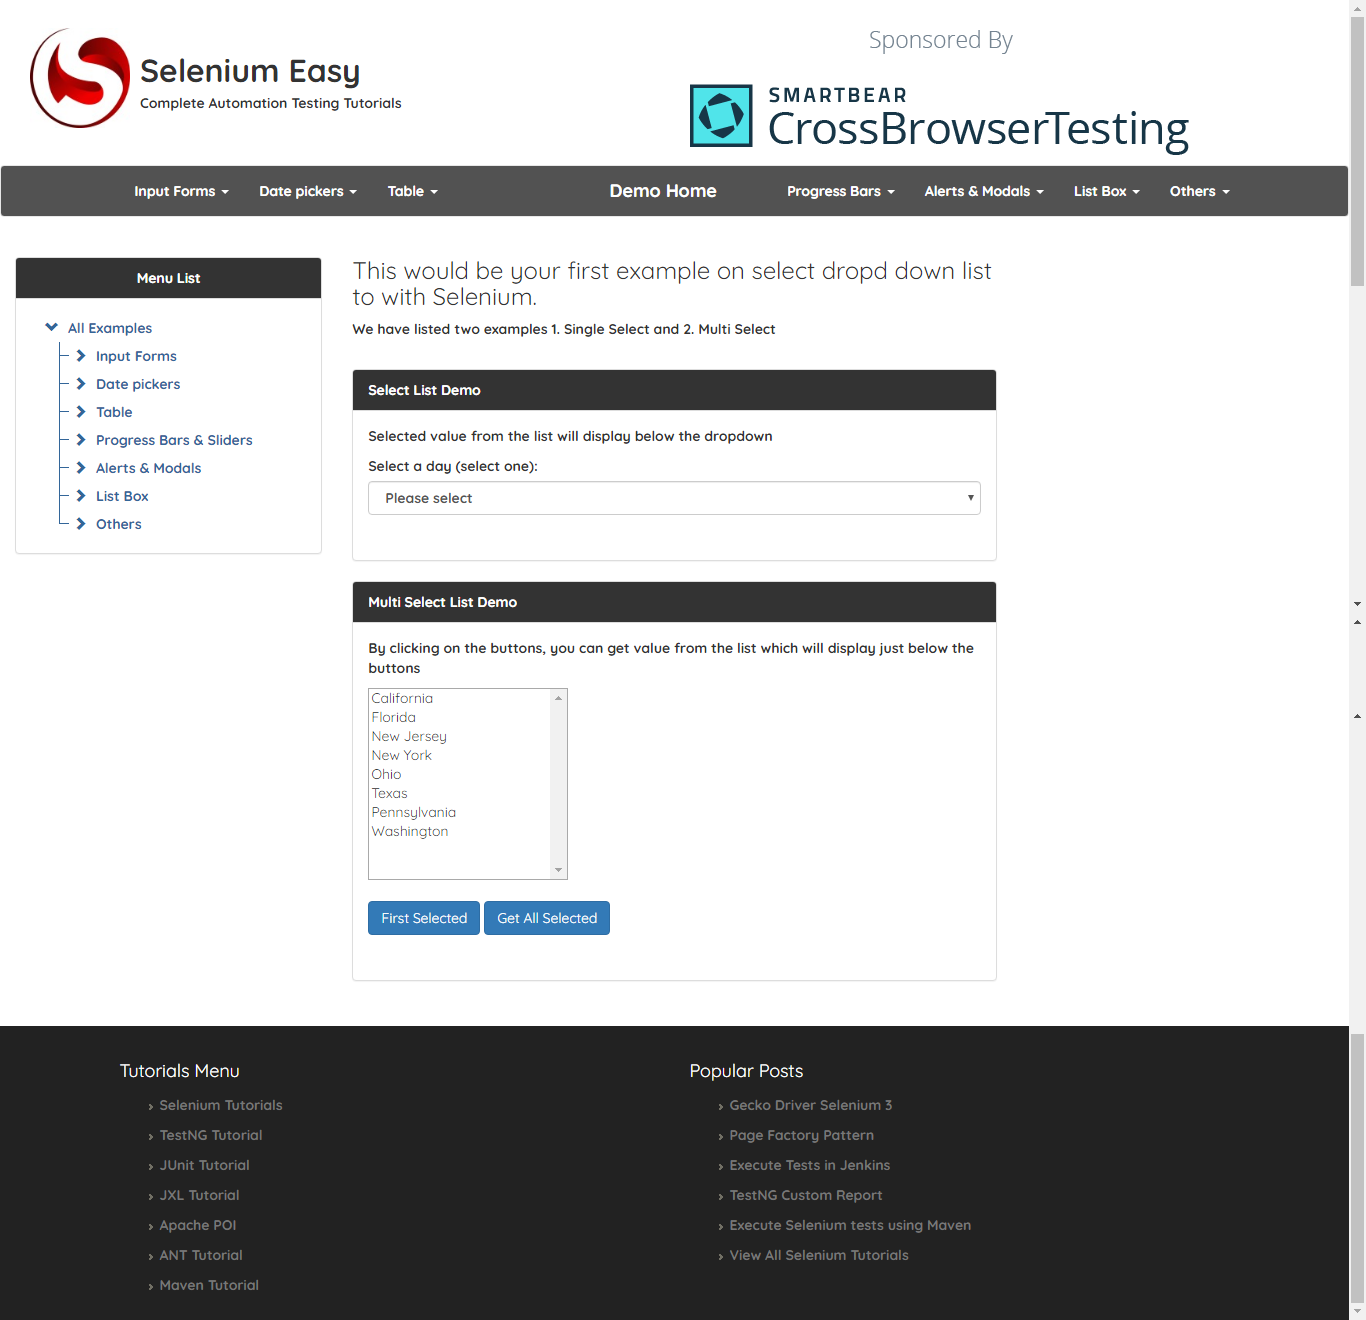 Selenium Easy
Complete Automation Testing Tutorials
Sponsored By
SMARTBEAR
CrossBrowserTesting
Input Forms Date pickers Table Demo Home Progress Bars Alerts & Modals List Box Others
Menu List
All Examples
Input Forms
Date pickers
Table
Progress Bars & Sliders
Alerts & Modals
List Box
Others
This would be your first example on select dropd down list
to with Selenium.
We have listed two examples 1. Single Select and 2. Multi Select
Select List Demo
Selected value from the list will display below the dropdown
Select a day (select one):
Please select
Multi Select List Demo
By clicking on the buttons, you can get value from the list which will display just below the
buttons
California
Florida
New Jersey
New York
Ohio
Texas
Pennsylvania
Washington
First Selected Get All Selected
Tutorials Menu
Selenium Tutorials
TestNG Tutorial
JUnit Tutorial
JXL Tutorial
Apache POI
ANT Tutorial
Maven Tutorial
Popular Posts
Gecko Driver Selenium 3
Page Factory Pattern
Execute Tests in Jenkins
TestNG Custom Report
Execute Selenium tests using Maven
View All Selenium Tutorials